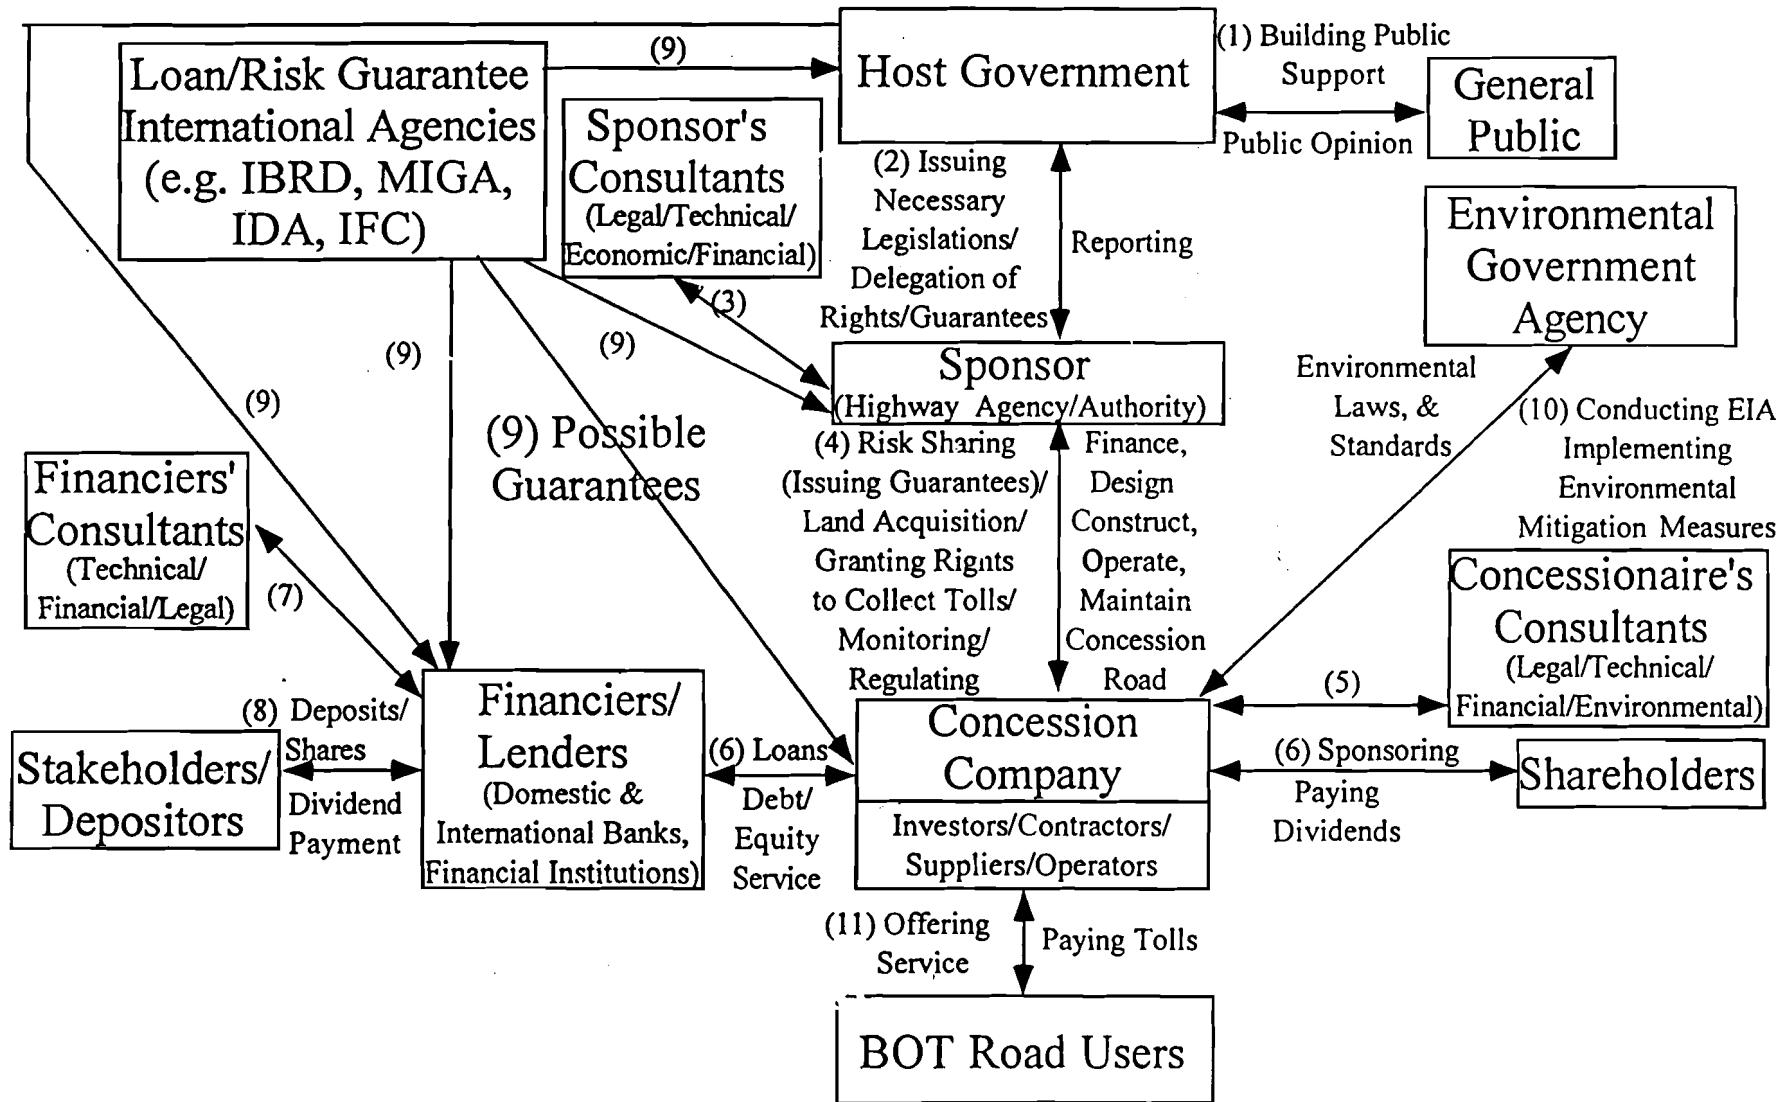 (9)
Loan/Risk Guarantee
International Agencies
(e.g. IBRD, MIGA,
IDA, IFC)
Host Government
(1) Building Public
Support
Public Opinion
General
Public
Sponsor's
Consultants
(Legal/Technical/
Economic/Financial)
(3)
(2) Issuing
Necessary
Legislations/
Delegation of
Rights/Guarantees
Reporting
Environmental
Government
Agency
(9)
(9)
(9)
(9) Possible
Guarantees
Sponsor
(Highway Agency/Authority)
Environmental
Laws, &
Standards
(10) Conducting EIA
Implementing
Environmental
Mitigation Measures
(4) Risk Sharing
(Issuing Guarantees)/
Land Acquisition/
Granting Rights
to Collect Tolls/
Monitoring/
Regulating
Finance,
Design
Construct,
Operate,
Maintain
Concession
Road
Financiers'
Consultants
(Technical/
Financial/Legal)
(7)
Concessionaire's
Consultants
(Legal/Technical/
Financial/Environmental)
(5)
(8) Deposits/
Shares
Dividend
Payment
Stakeholders/
Depositors
Financiers/
Lenders
(Domestic &
International Banks,
Financial Institutions)
(6) Loans
Debt/
Equity
Service
Concession
Company
Investors/Contractors/
Suppliers/Operators
(6) Sponsoring
Paying
Dividends
Shareholders
(11) Offering
Service
Paying Tolls
BOT Road Users